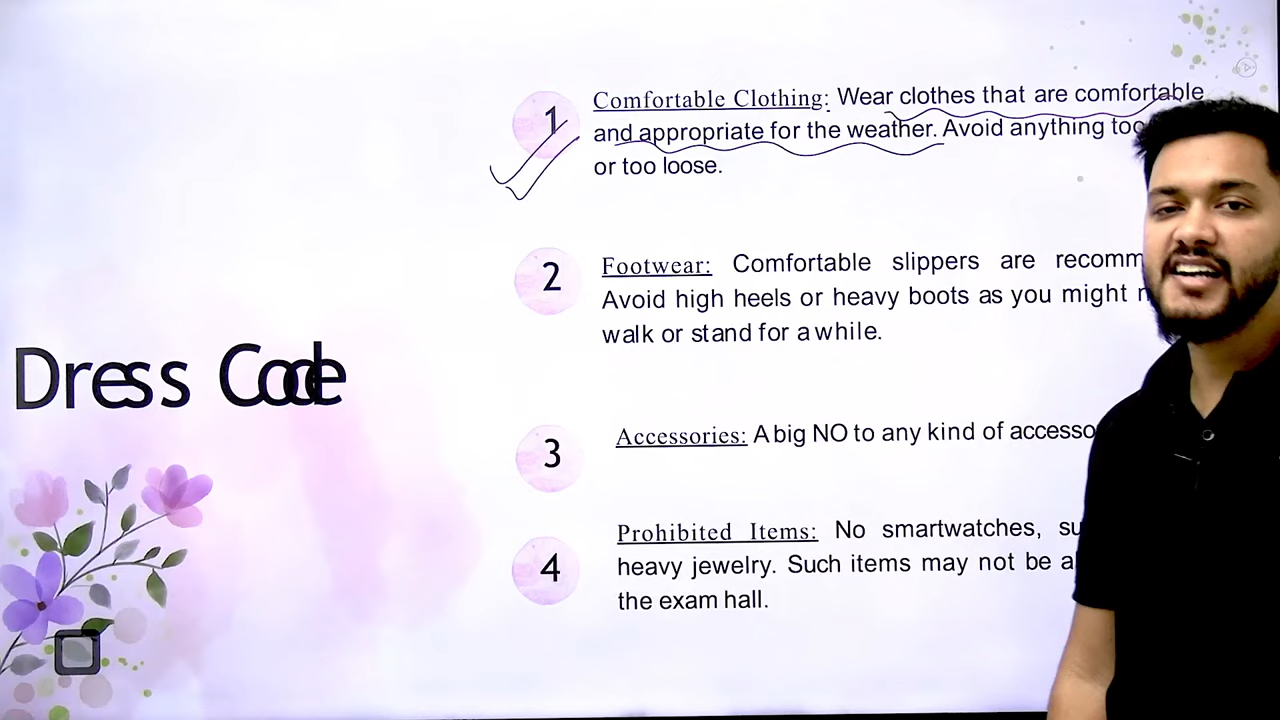 Dress Code
1
Comfortable Clothing: Wear clothes that are comfortable
and appropriate for the weather. Avoid anything too
or too loose.
2
Footwear: Comfortable slippers are recomm
Avoid high heels or heavy boots as you might
walk or stand for a while.
3
Accessories: A big NO to any kind of accesso
4
Prohibited Items: No smartwatches, su
heavy jewelry. Such items may not be a
the exam hall.